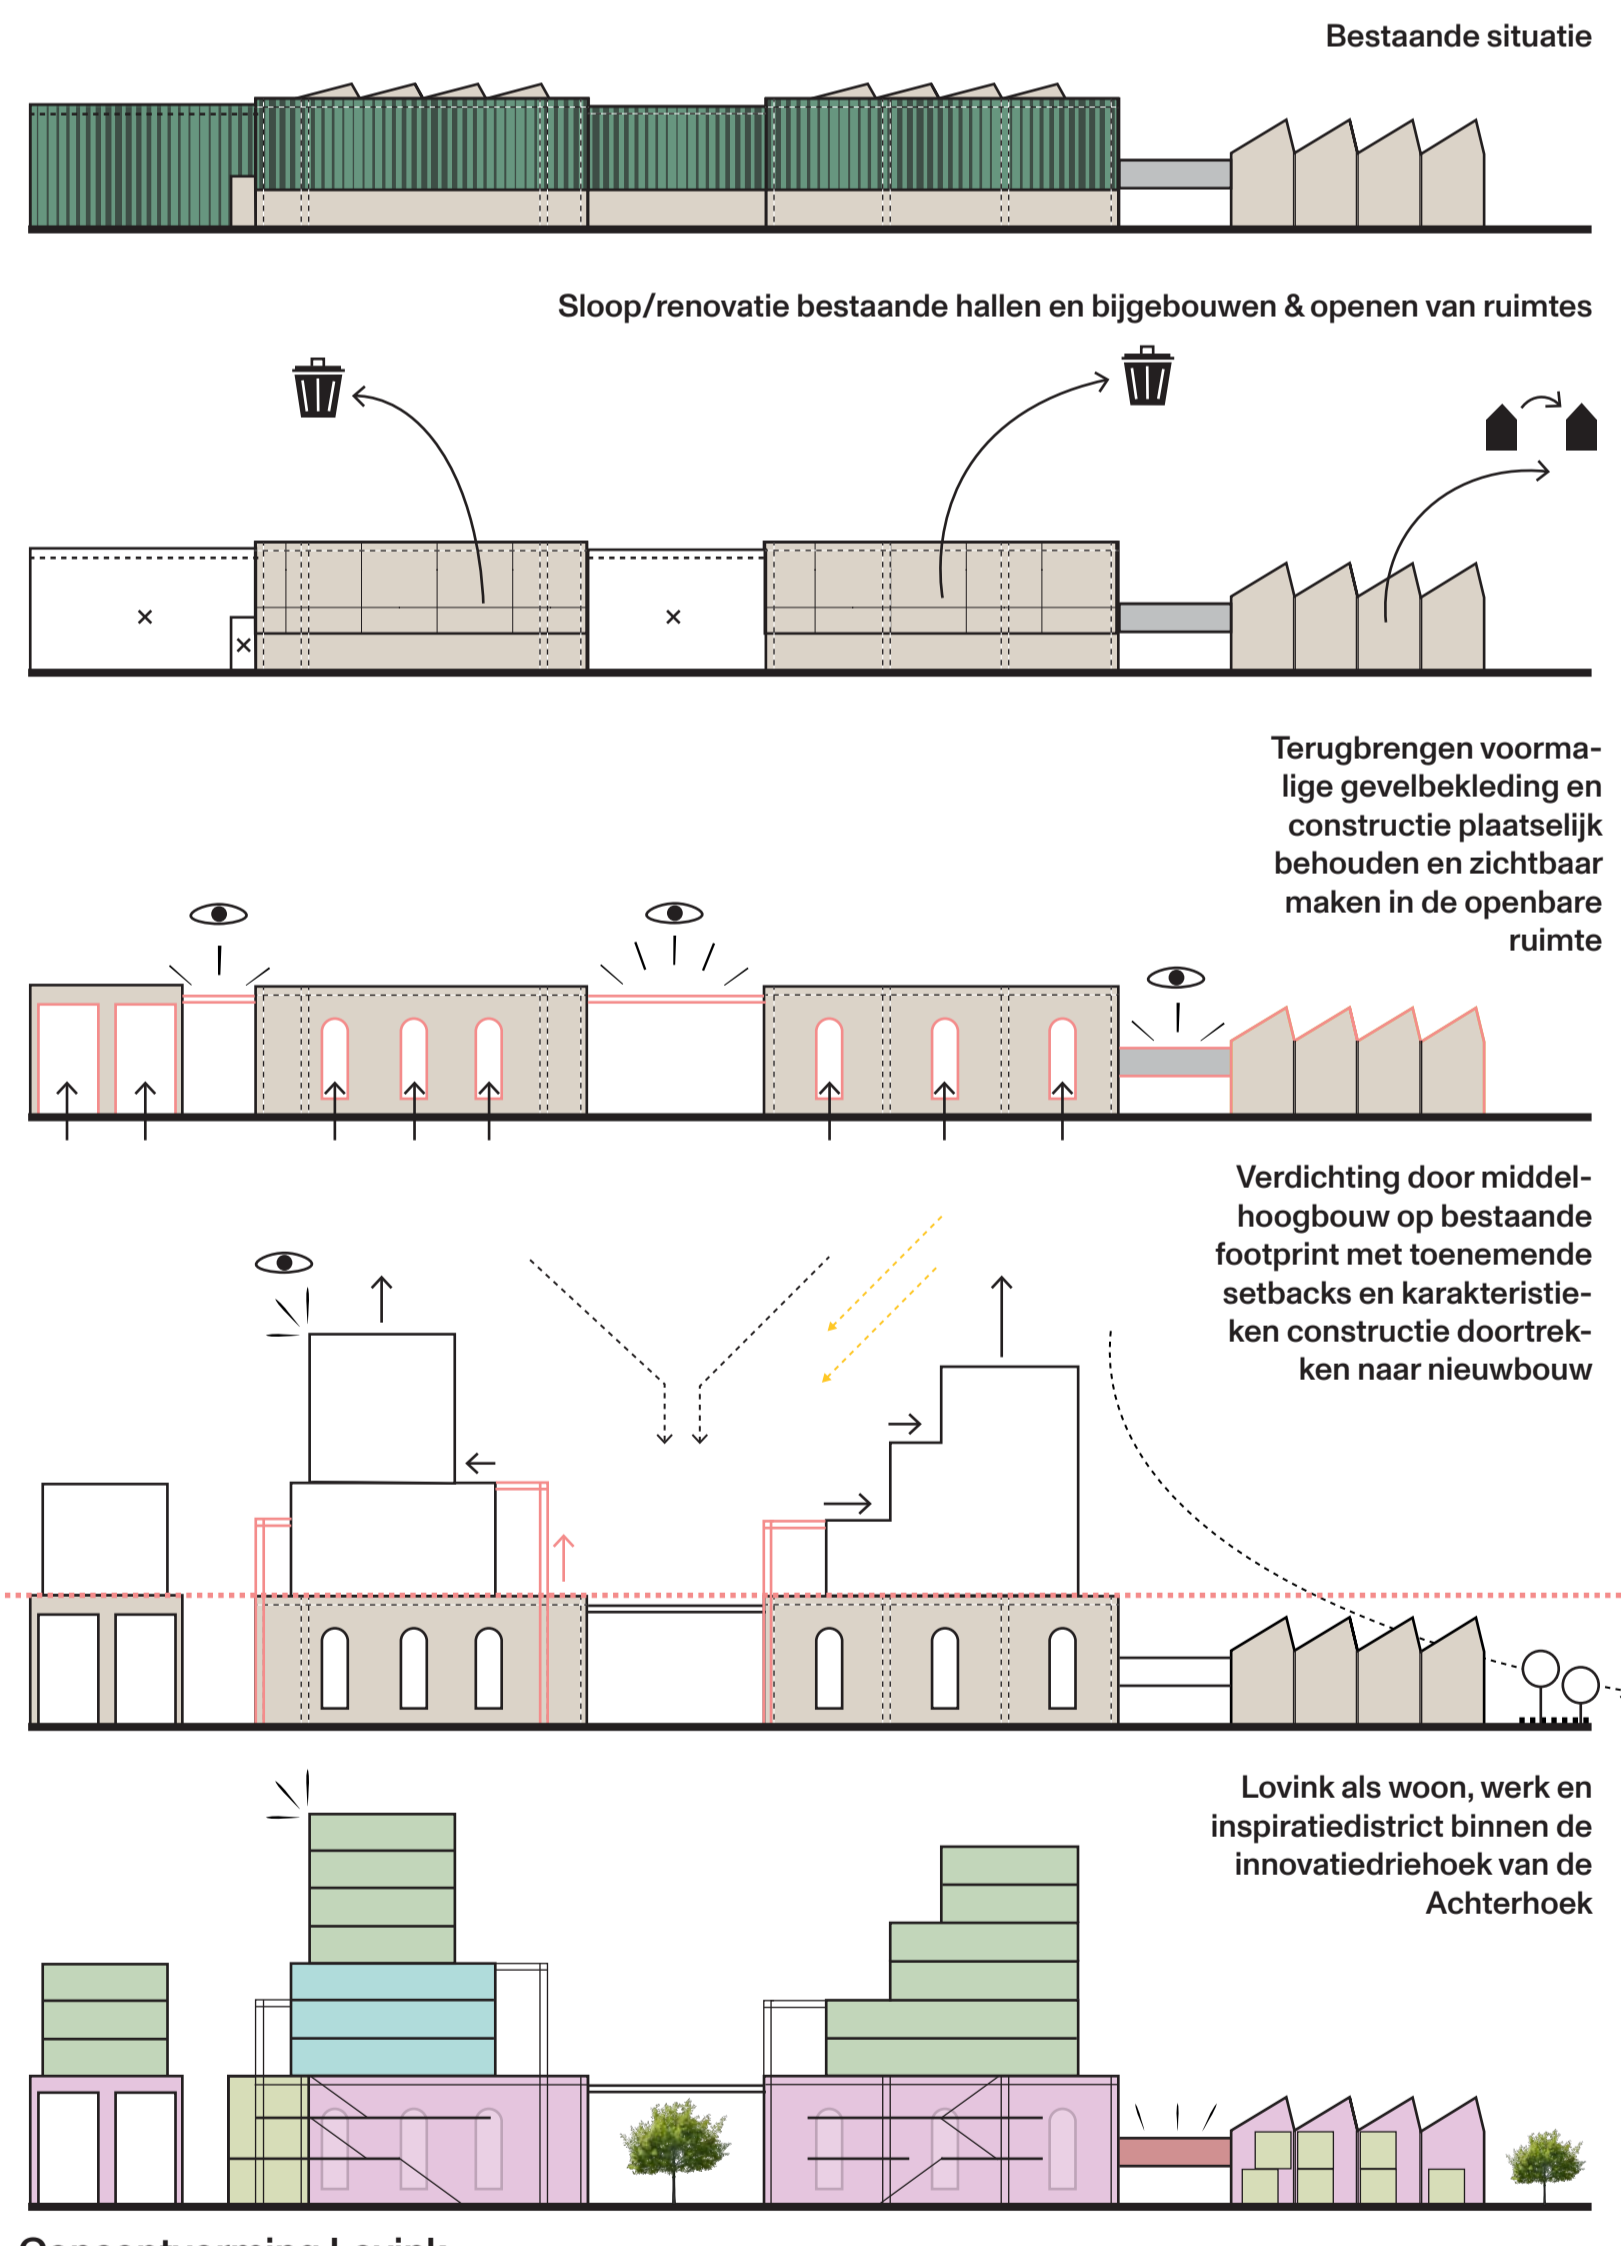 Bestaande situatie
Sloop/renovatie bestaande hallen en bijgebouwen & openen van ruimtes
Terugbrengen voorma-
lige gevelbekleding en
constructie plaatselijk
behouden en zichtbaar
maken in de openbare
ruimte
Verdichting door middel-
hoogbouw op bestaande
footprint met toenemende
setbacks en karakteristie-
ken constructie doortrek-
ken naar nieuwbouw
Lovink als woon, werk en
inspiratiedistrict binnen de
innovatiedriehoek van de
Achterhoek
Conceptvorming Lovink